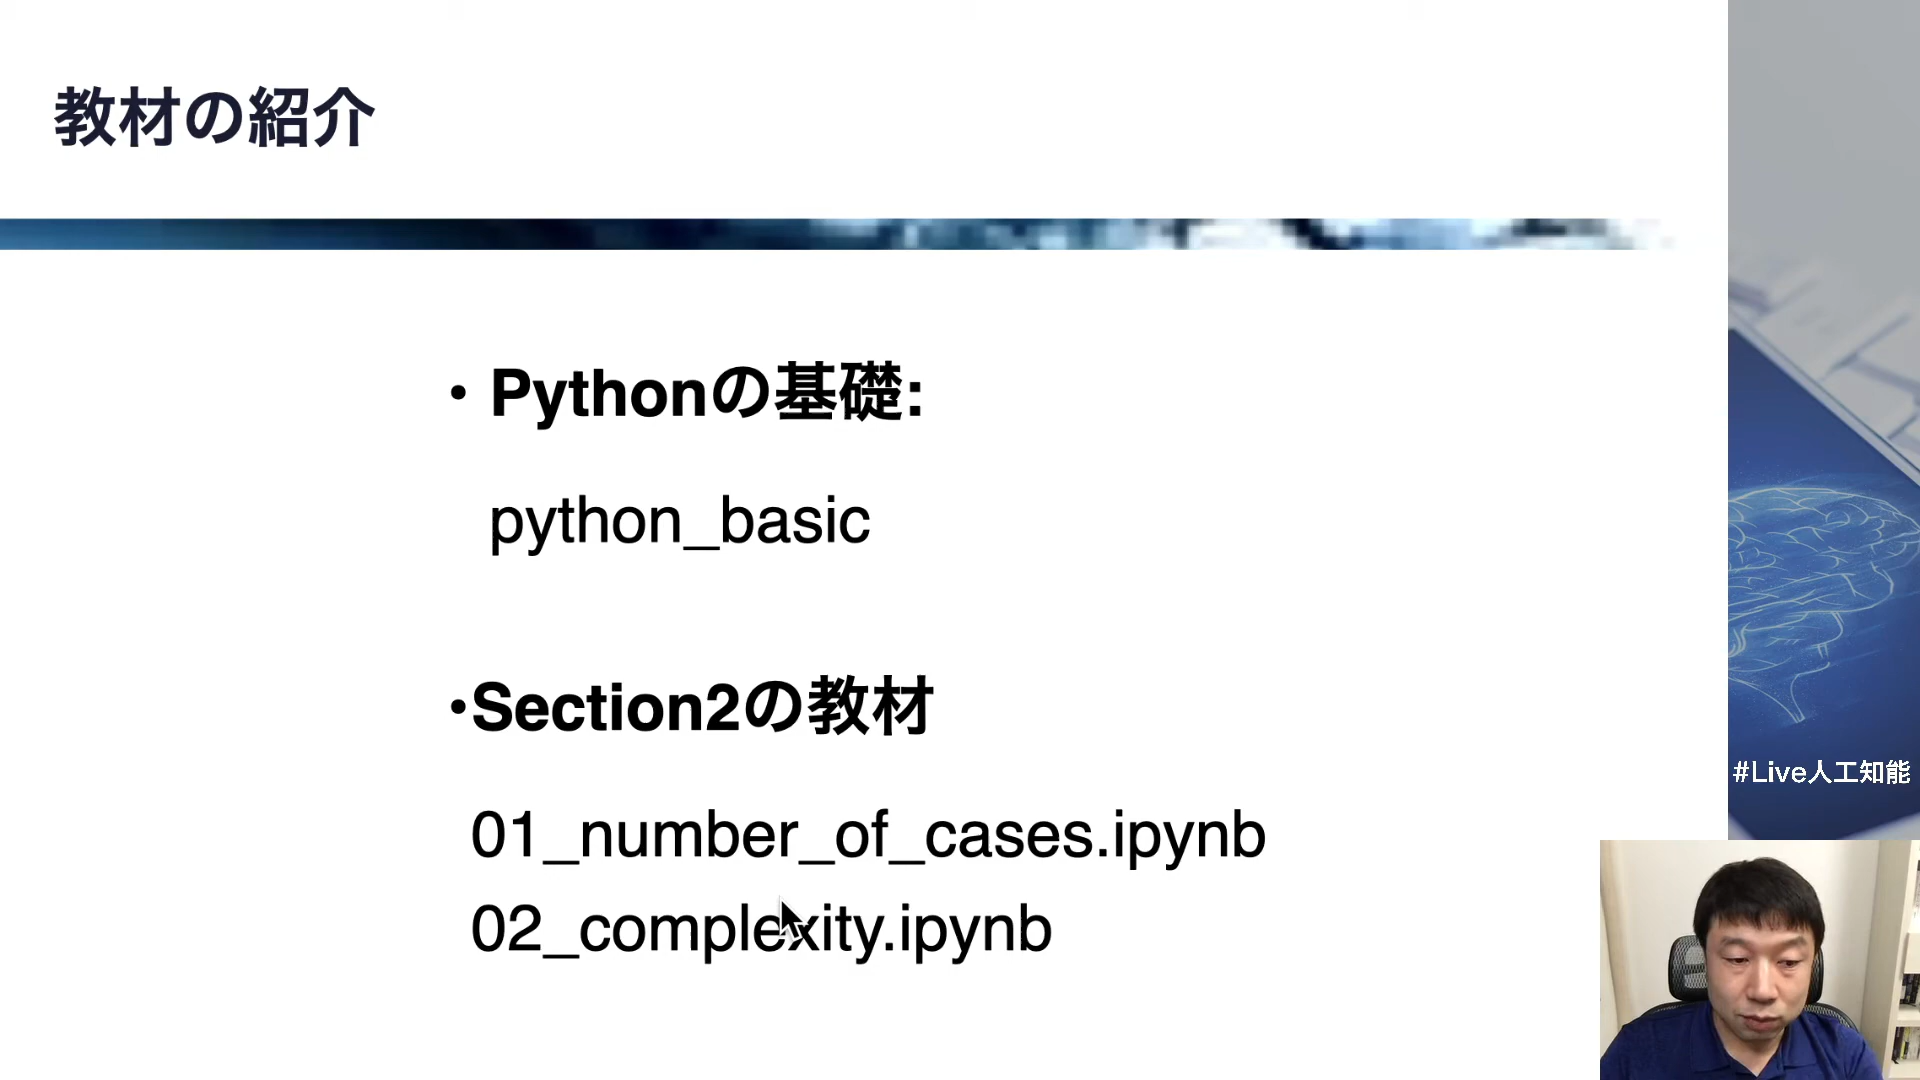 教材の紹介
• Pythonの基礎:
python_basic
•Section2の教材
01_number_of_cases.ipynb
02_complexity.ipynb
#Live人工知能